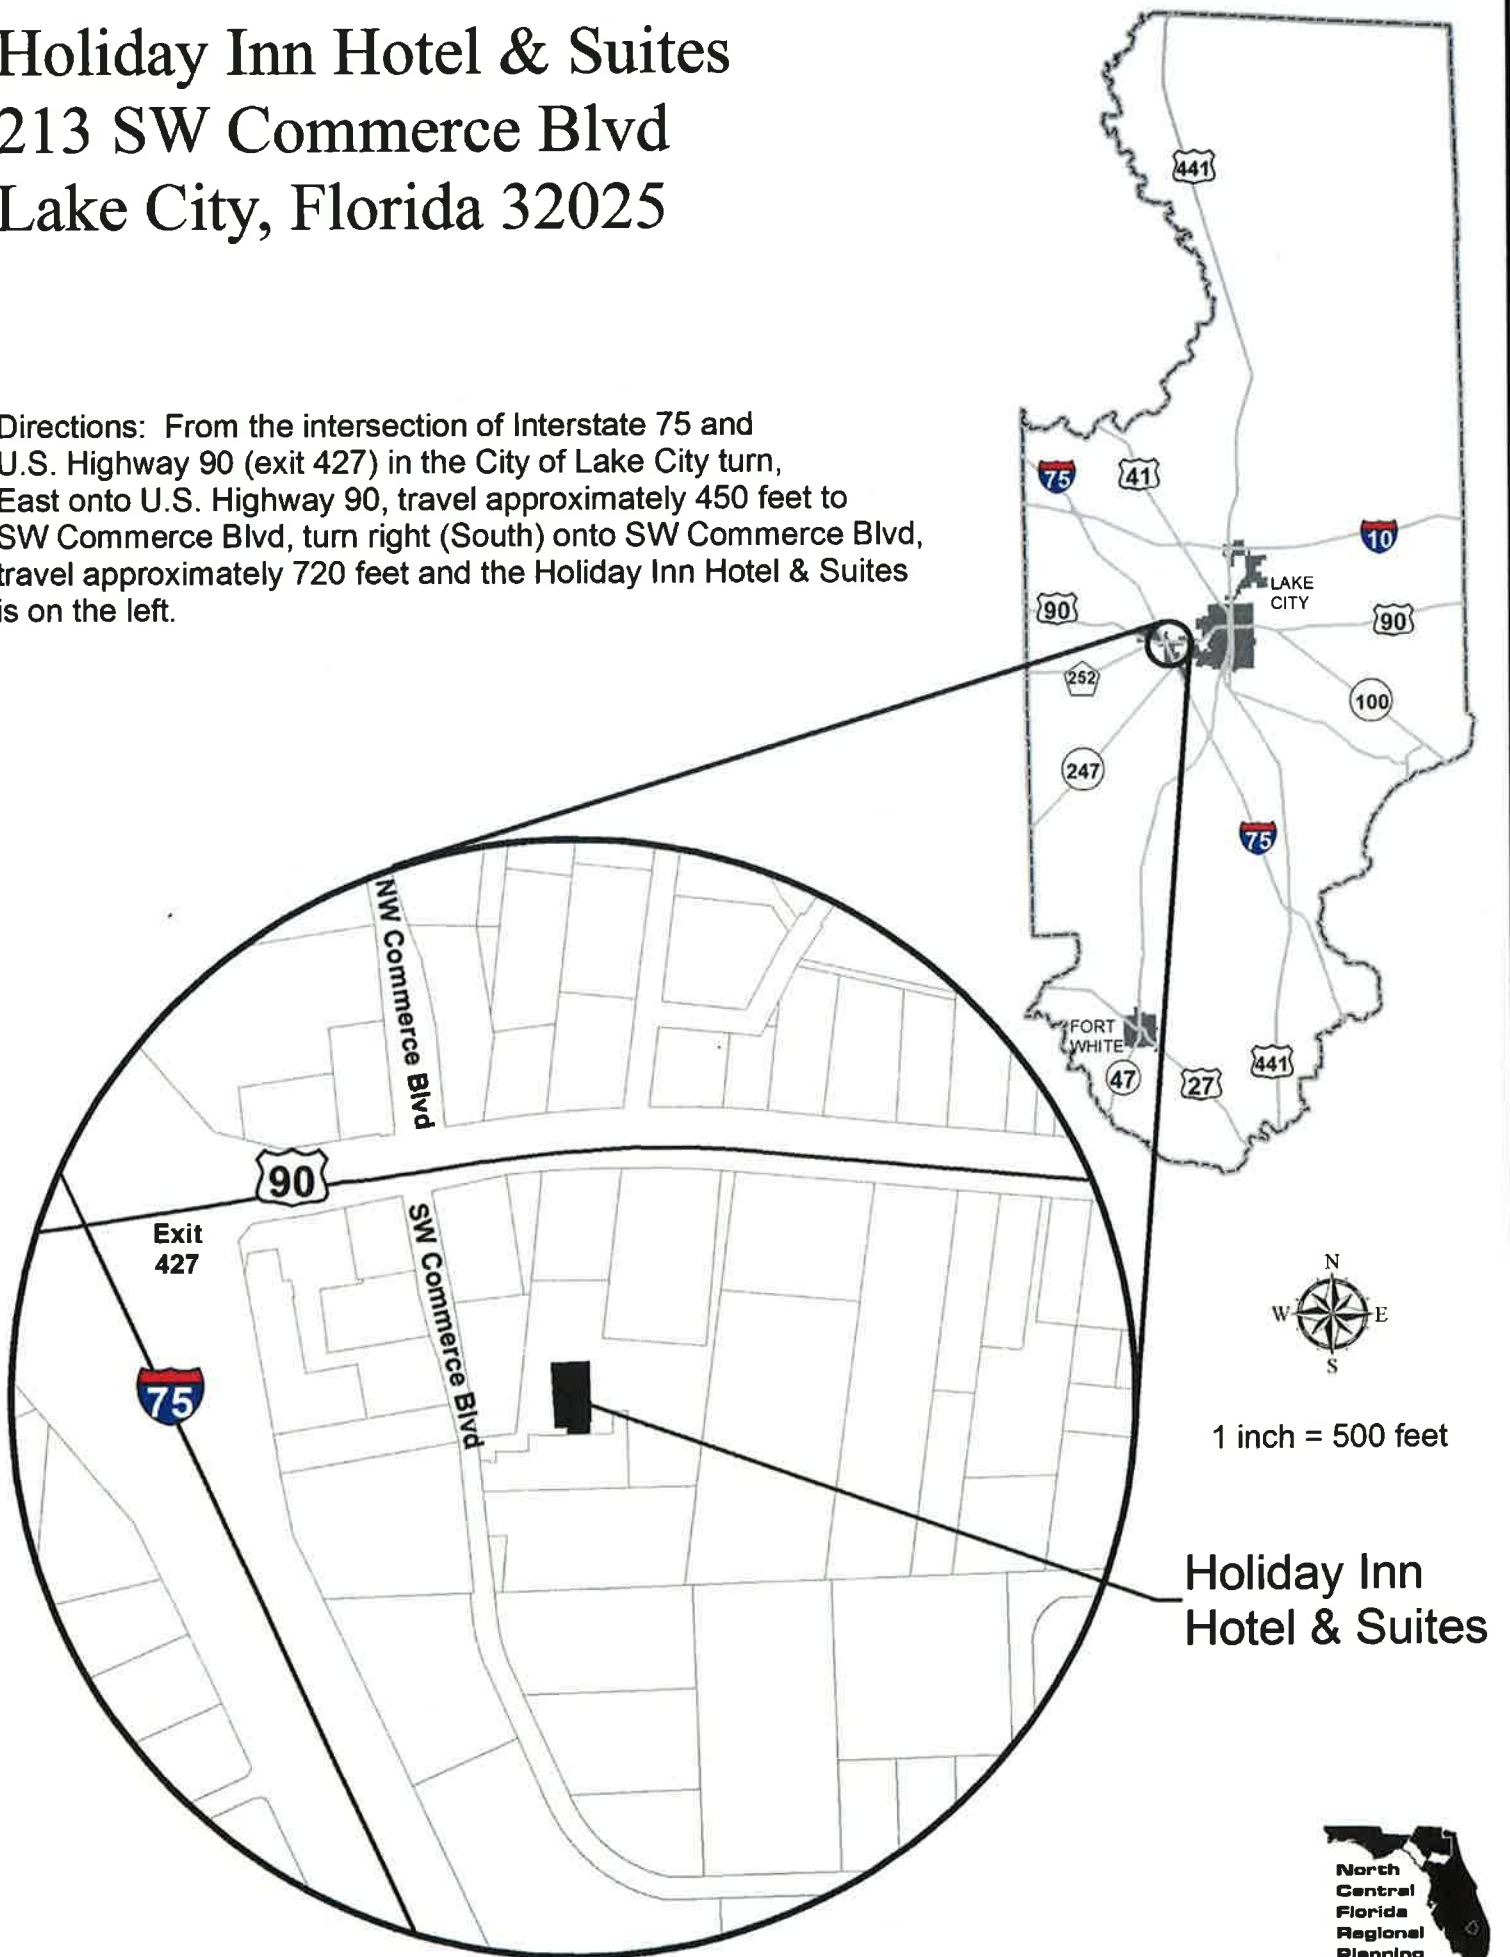 Holiday Inn Hotel & Suites
213 SW Commerce Blvd
Lake City, Florida 32025
Directions: From the intersection of Interstate 75 and
U.S. Highway 90 (exit 427) in the City of Lake City turn,
East onto U.S. Highway 90, travel approximately 450 feet to
SW Commerce Blvd, turn right (South) onto SW Commerce Blvd,
travel approximately 720 feet and the Holiday Inn Hotel & Suites
is on the left.
441
75
41
10
LAKE
CITY
90
90
252
100
247
75
FORT
WHITE
47
27
441
NW Commerce Blvd
90
Exit
427
SW Commerce Blvd
75
N
W
E
S
1 inch = 500 feet
Holiday Inn
Hotel & Suites
North
Central
Florida
Regional
Planning